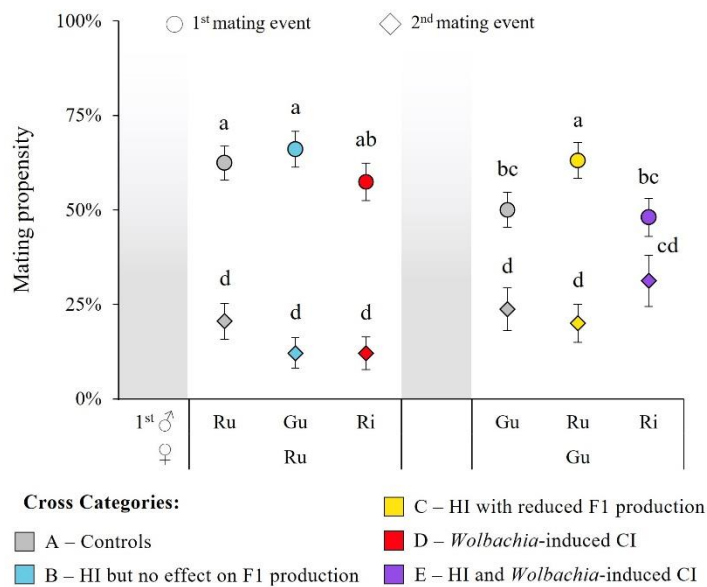 100%
1st mating event
2nd mating event
75%
50%
25%
0%
Mating propensity
a
a
ab
bc
a
bc
d
d
d
d
d
cd
1st ♂ Ru Gu Ri Gu Ru Ri
♀ Ru Gu
Cross Categories:
A – Controls
B – HI but no effect on F1 production
C – HI with reduced F1 production
D – Wolbachia-induced CI
E – HI and Wolbachia-induced CI